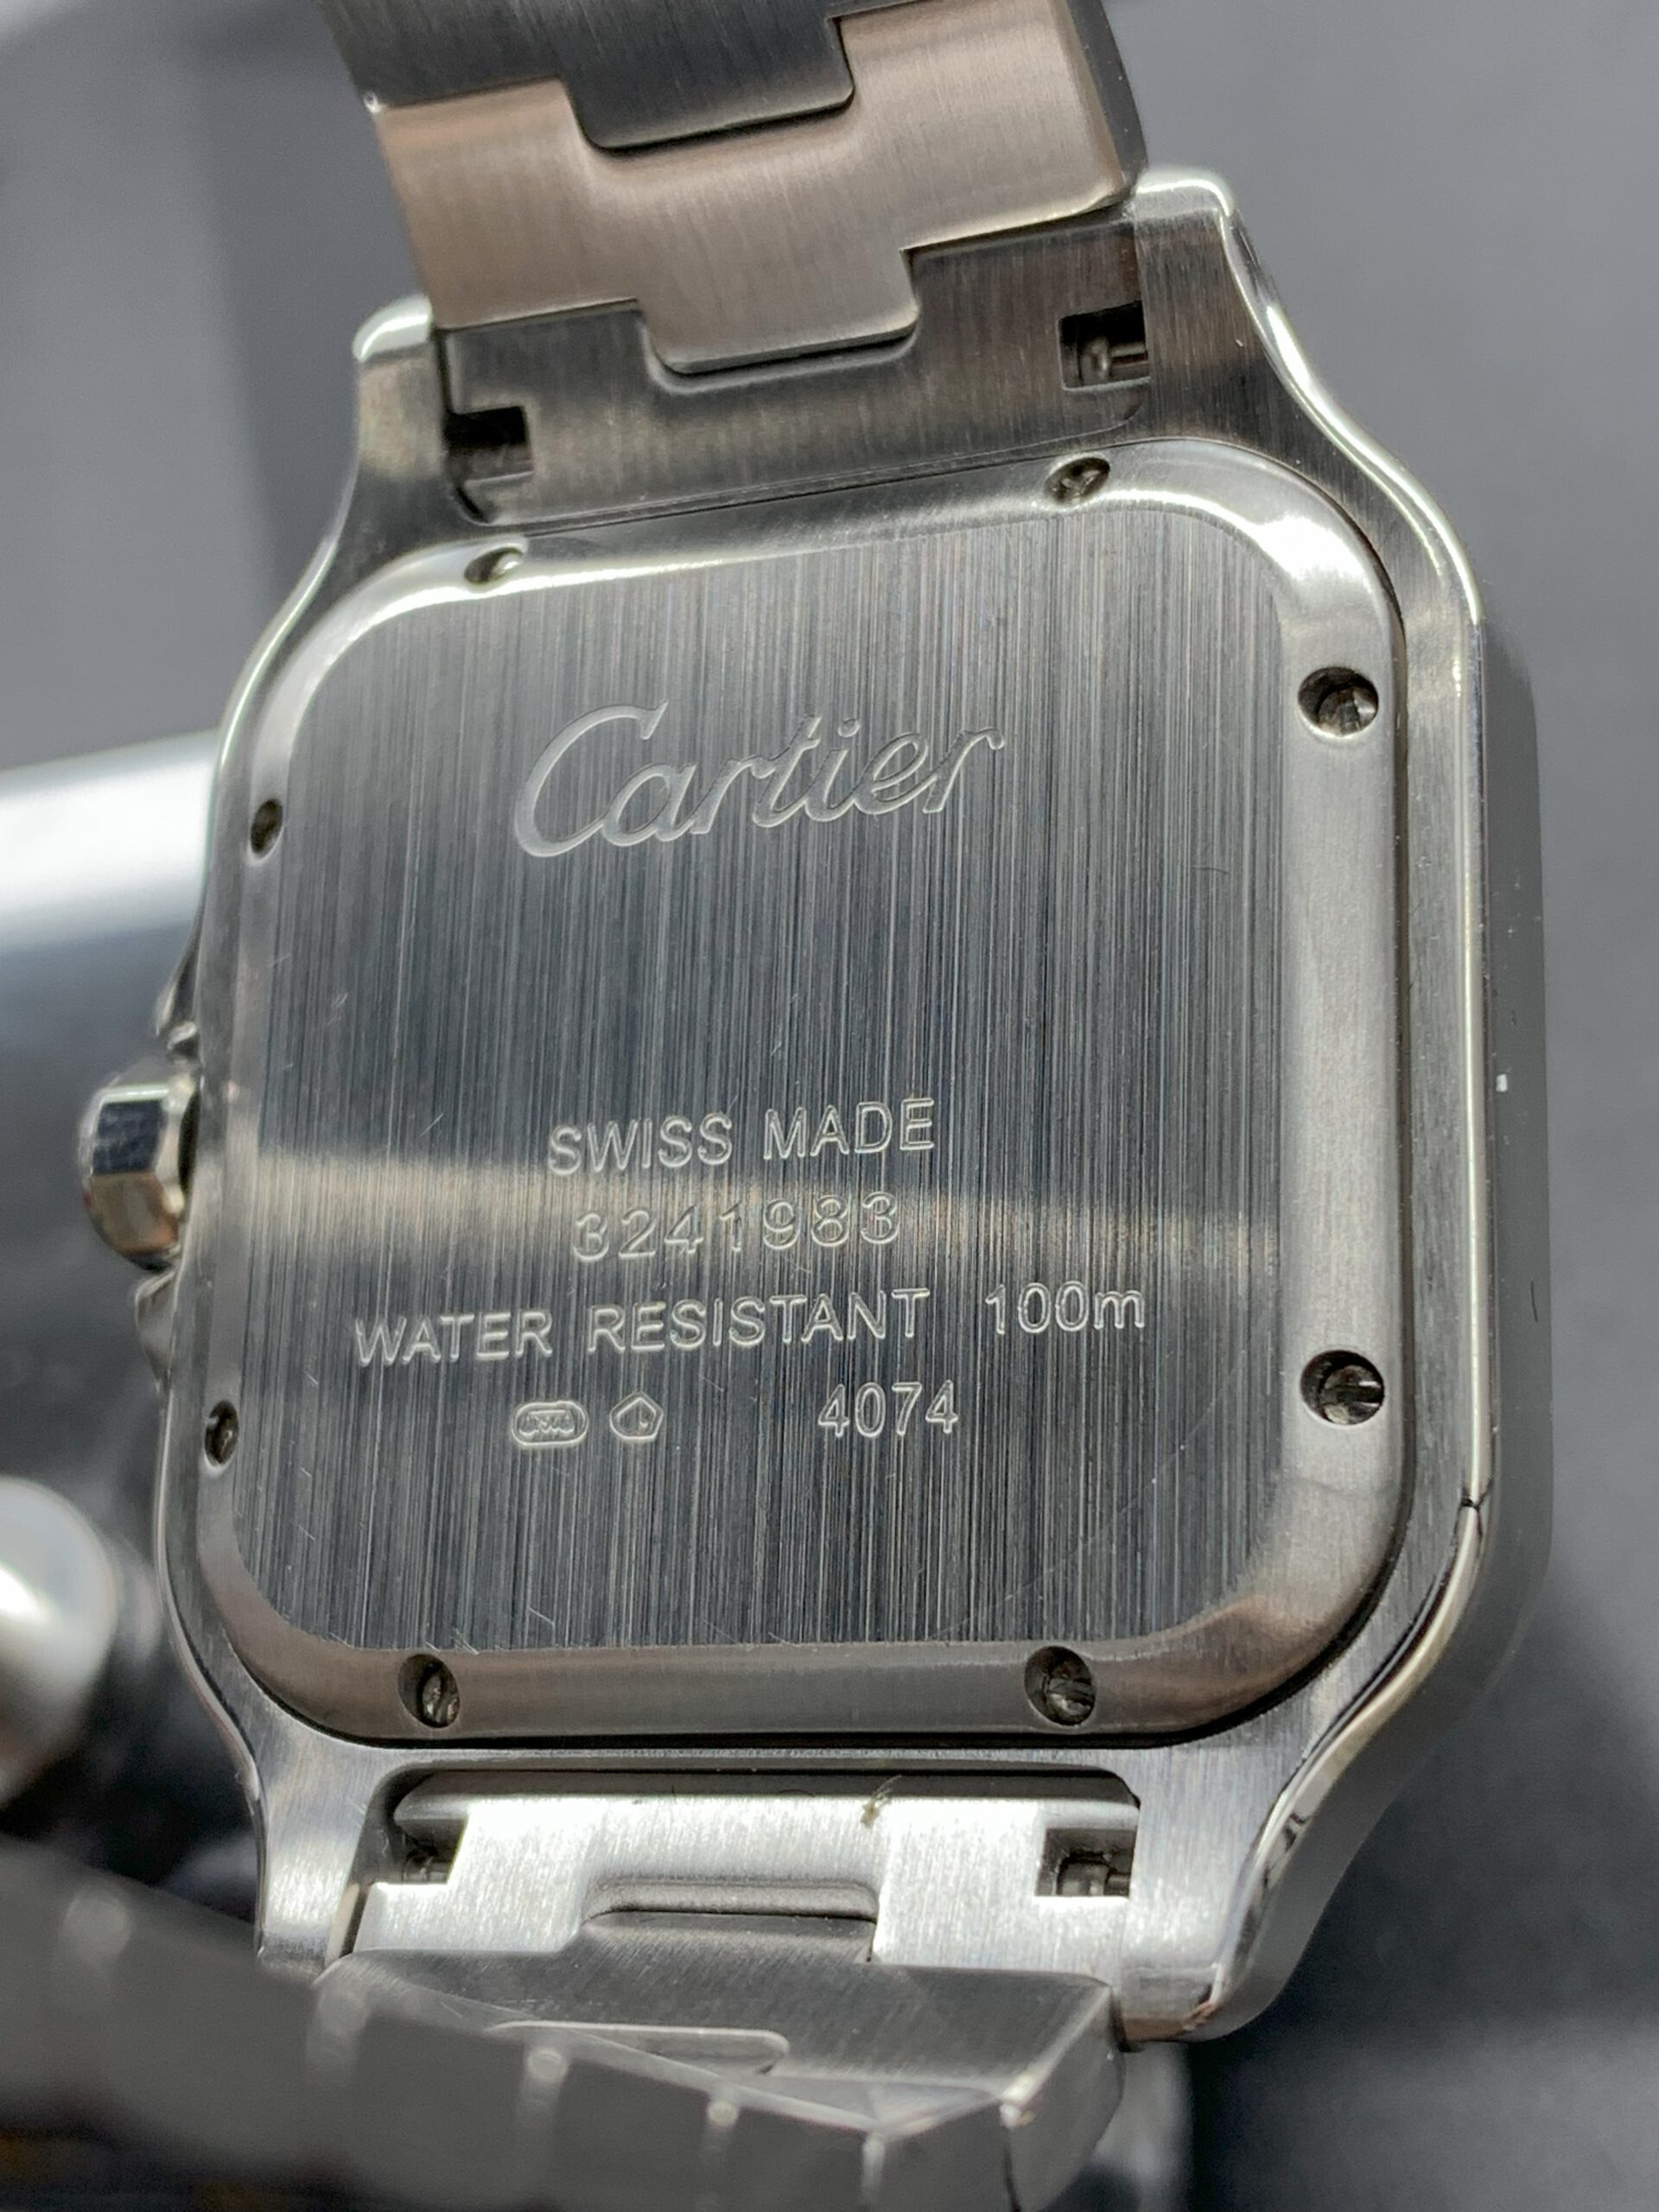 Cartier
SWISS MADE
3241983
WATER RESISTANT 100m
4074